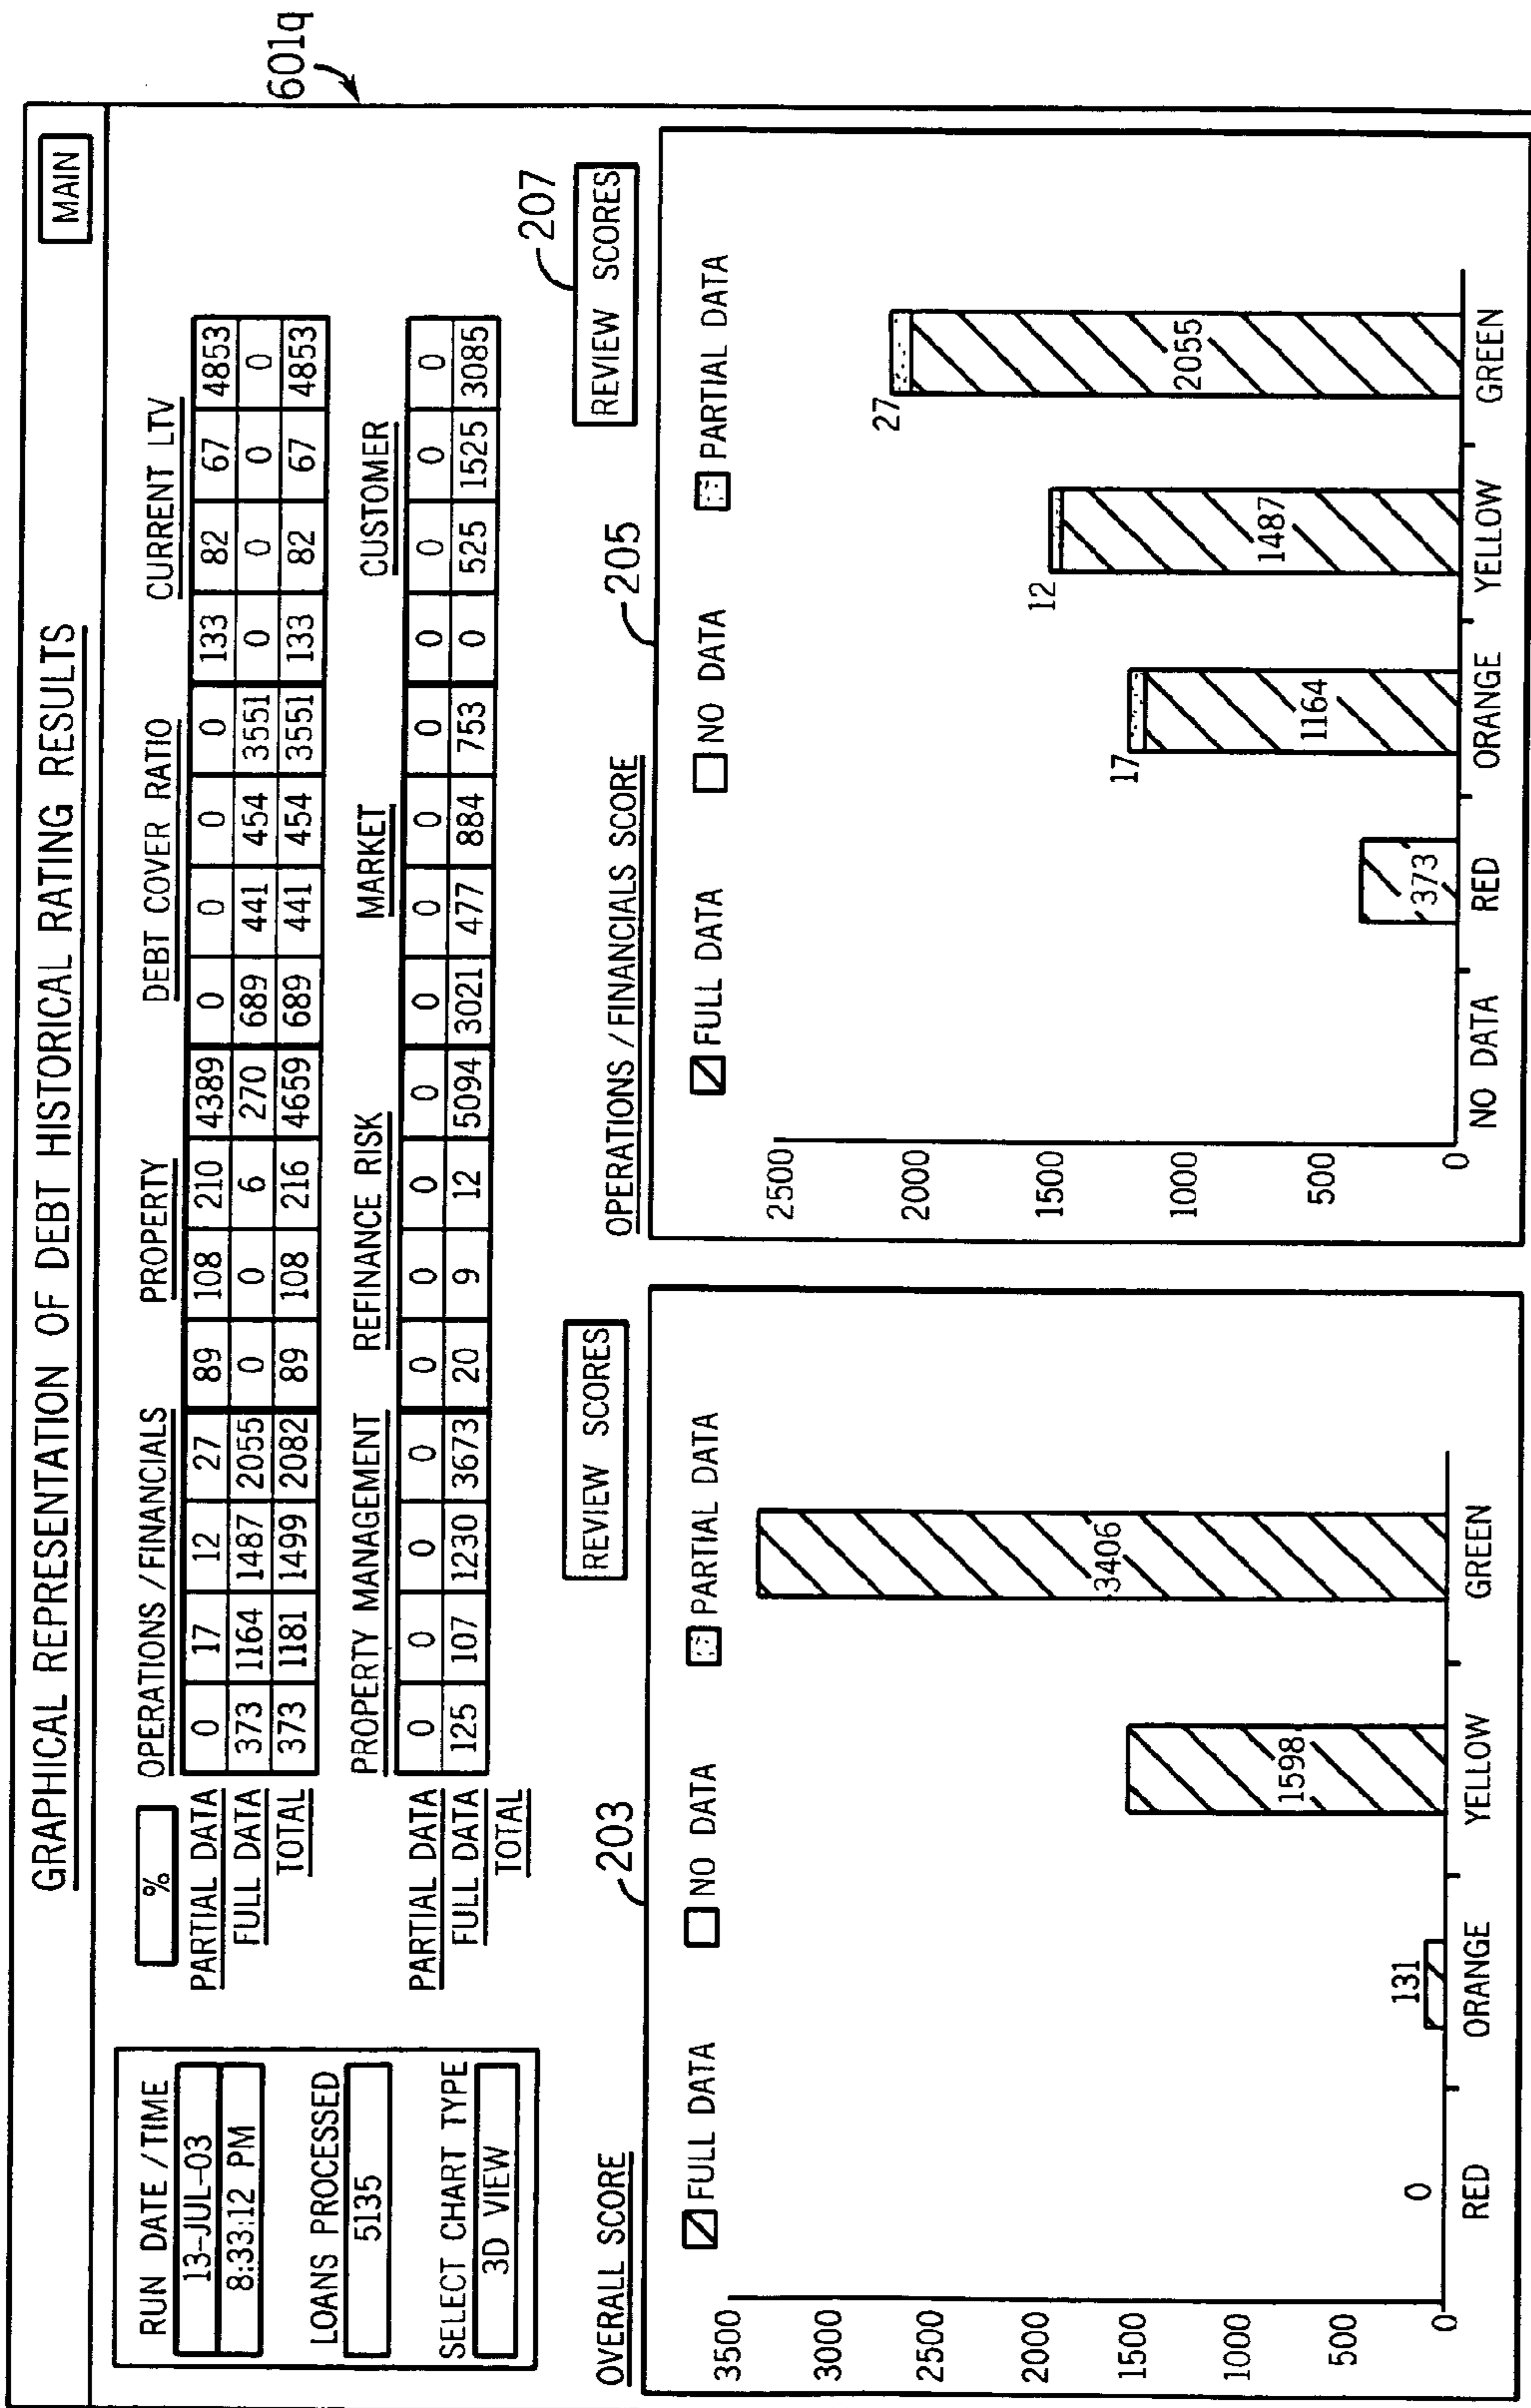 GRAPHICAL REPRESENTATION OF DEBT HISTORICAL RATING RESULTS
MAIN
601q
RUN DATE/TIME
13-JUL-03
8:33:12 PM
LOANS PROCESSED
5135
SELECT CHART TYPE
3D VIEW
% OPERATIONS/FINANCIALS PROPERTY DEBT COVER RATIO CURRENT LTV
PARTIAL DATA 0 17 12 27 89 108 210 4389 0 0 0 0 133 82 67 4853
FULL DATA 373 1164 1487 2055 0 0 6 270 689 441 454 3551 0 0 0 0
TOTAL 373 1181 1499 2082 89 108 216 4659 689 441 454 3551 133 82 67 4853
PROPERTY MANAGEMENT REFINANCE RISK MARKET CUSTOMER
PARTIAL DATA 0 0 0 0 0 0 0 0 0 0 0 0 0 0 0 0
FULL DATA 125 107 1230 3673 20 9 12 5094 3021 477 884 753 0 525 1525 3085
TOTAL
OVERALL SCORE
203
REVIEW SCORES
FULL DATA NO DATA PARTIAL DATA
3500
3000
2500
2000
1500
1000
500
0
0
131
1598
3406
RED ORANGE YELLOW GREEN
OPERATIONS/FINANCIALS SCORE
205
207
REVIEW SCORES
FULL DATA NO DATA PARTIAL DATA
2500
2000
1500
1000
500
0
373
17
1164
12
1487
27
2055
NO DATA RED ORANGE YELLOW GREEN